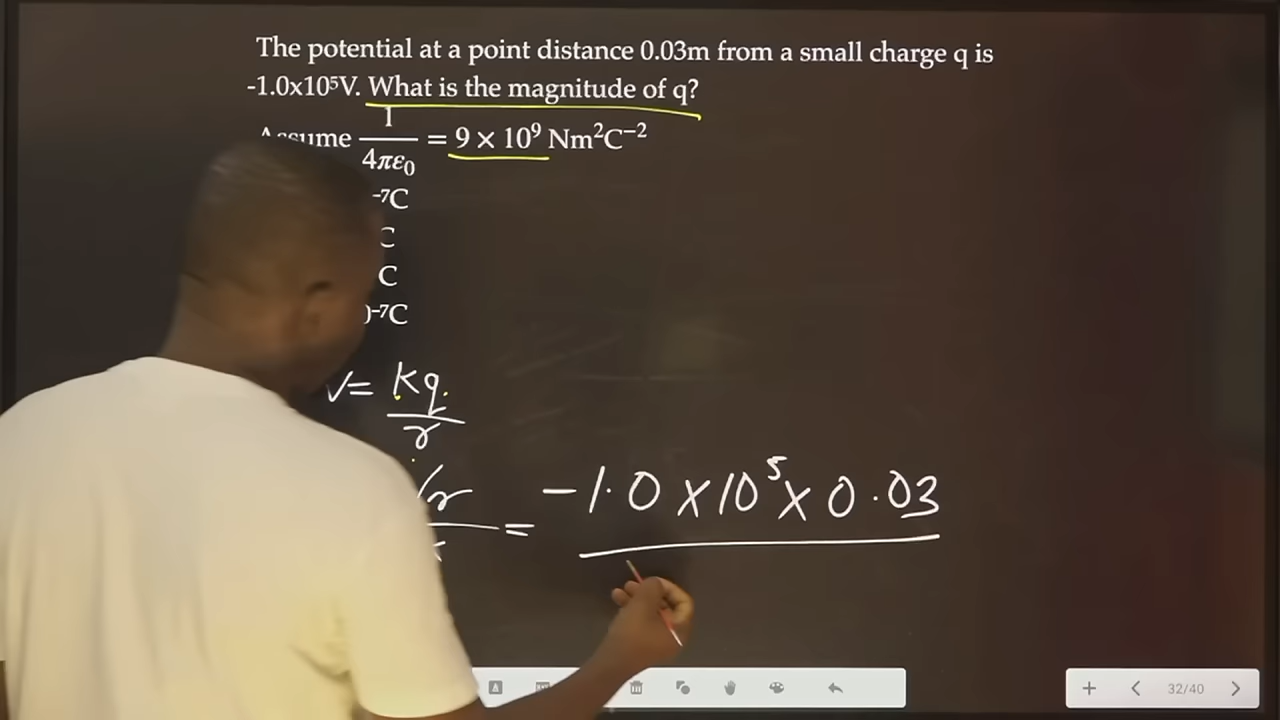 The potential at a point distance 0.03m from a small charge q is
-1.0x10⁵V. What is the magnitude of q?
1/4πε₀ = 9 × 10⁹ Nm²C⁻²
⁻⁷C
C
C
⁻⁷C
V = kq/r
= -1.0 × 10⁵ × 0.03
32/40